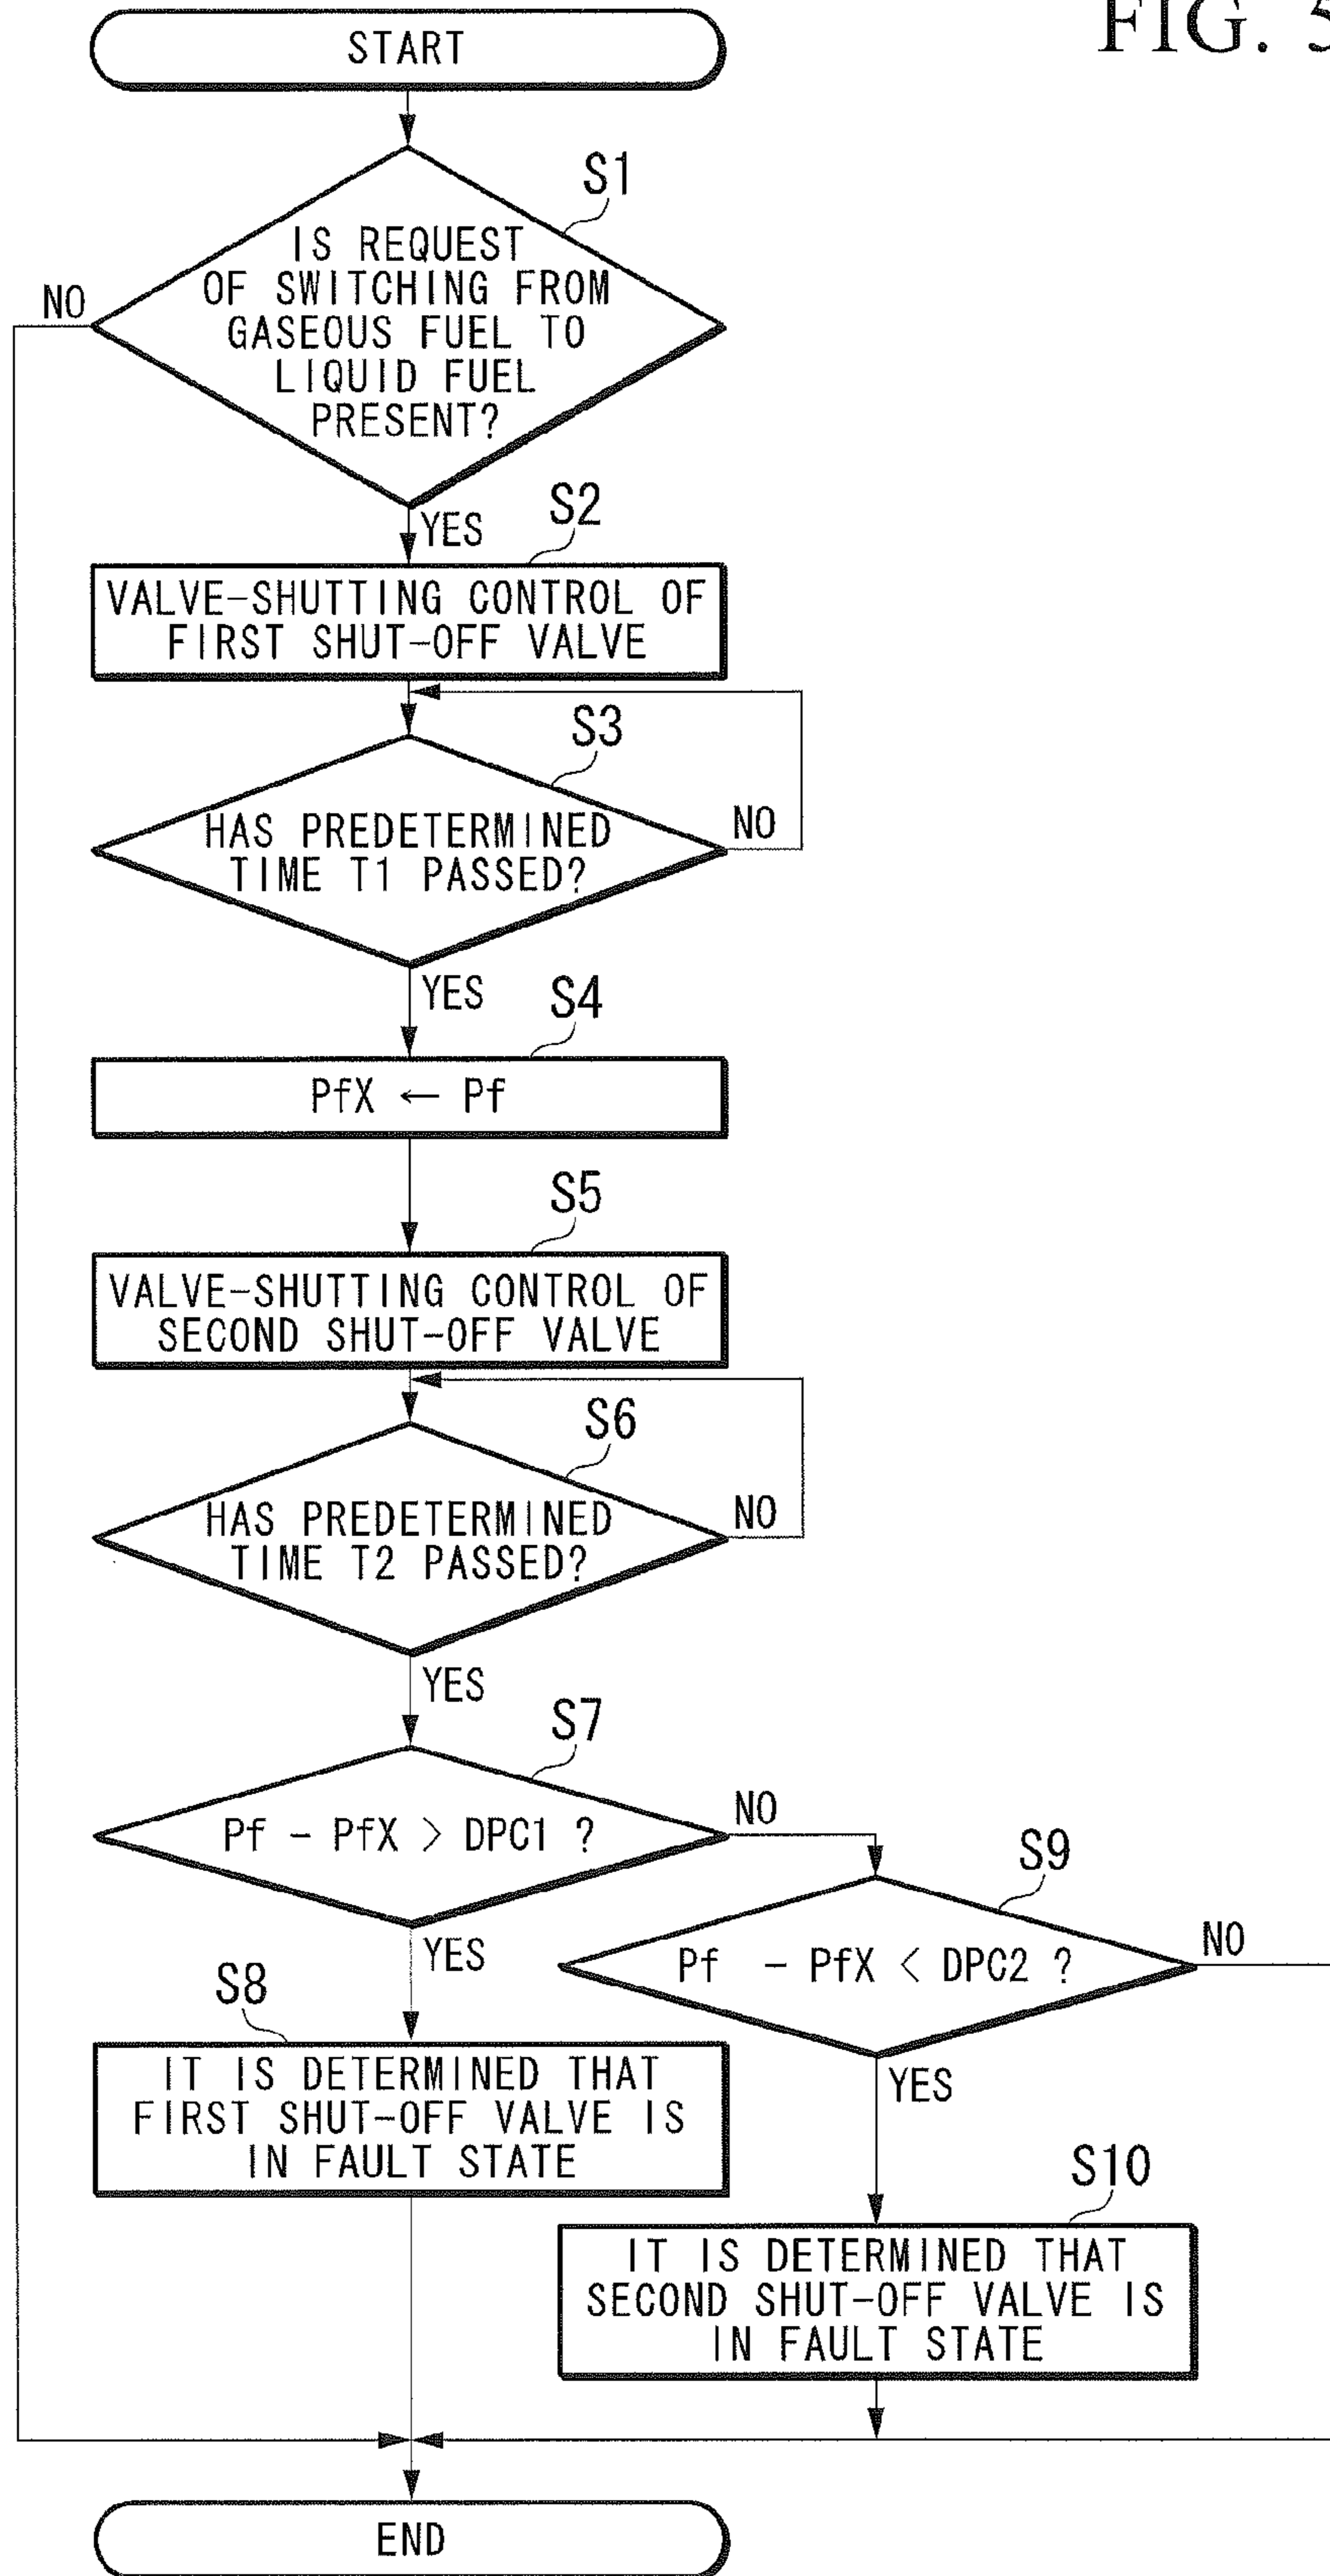 FIG. 5
START
S1
IS REQUEST
OF SWITCHING FROM
GASEOUS FUEL TO
LIQUID FUEL
PRESENT?
NO
YES
S2
VALVE-SHUTTING CONTROL OF
FIRST SHUT-OFF VALVE
S3
HAS PREDETERMINED
TIME T1 PASSED?
NO
YES
S4
PfX ← Pf
S5
VALVE-SHUTTING CONTROL OF
SECOND SHUT-OFF VALVE
S6
HAS PREDETERMINED
TIME T2 PASSED?
NO
YES
S7
Pf - PfX > DPC1 ?
NO
YES
S8
IT IS DETERMINED THAT
FIRST SHUT-OFF VALVE IS
IN FAULT STATE
S9
Pf - PfX < DPC2 ?
NO
YES
S10
IT IS DETERMINED THAT
SECOND SHUT-OFF VALVE IS
IN FAULT STATE
END